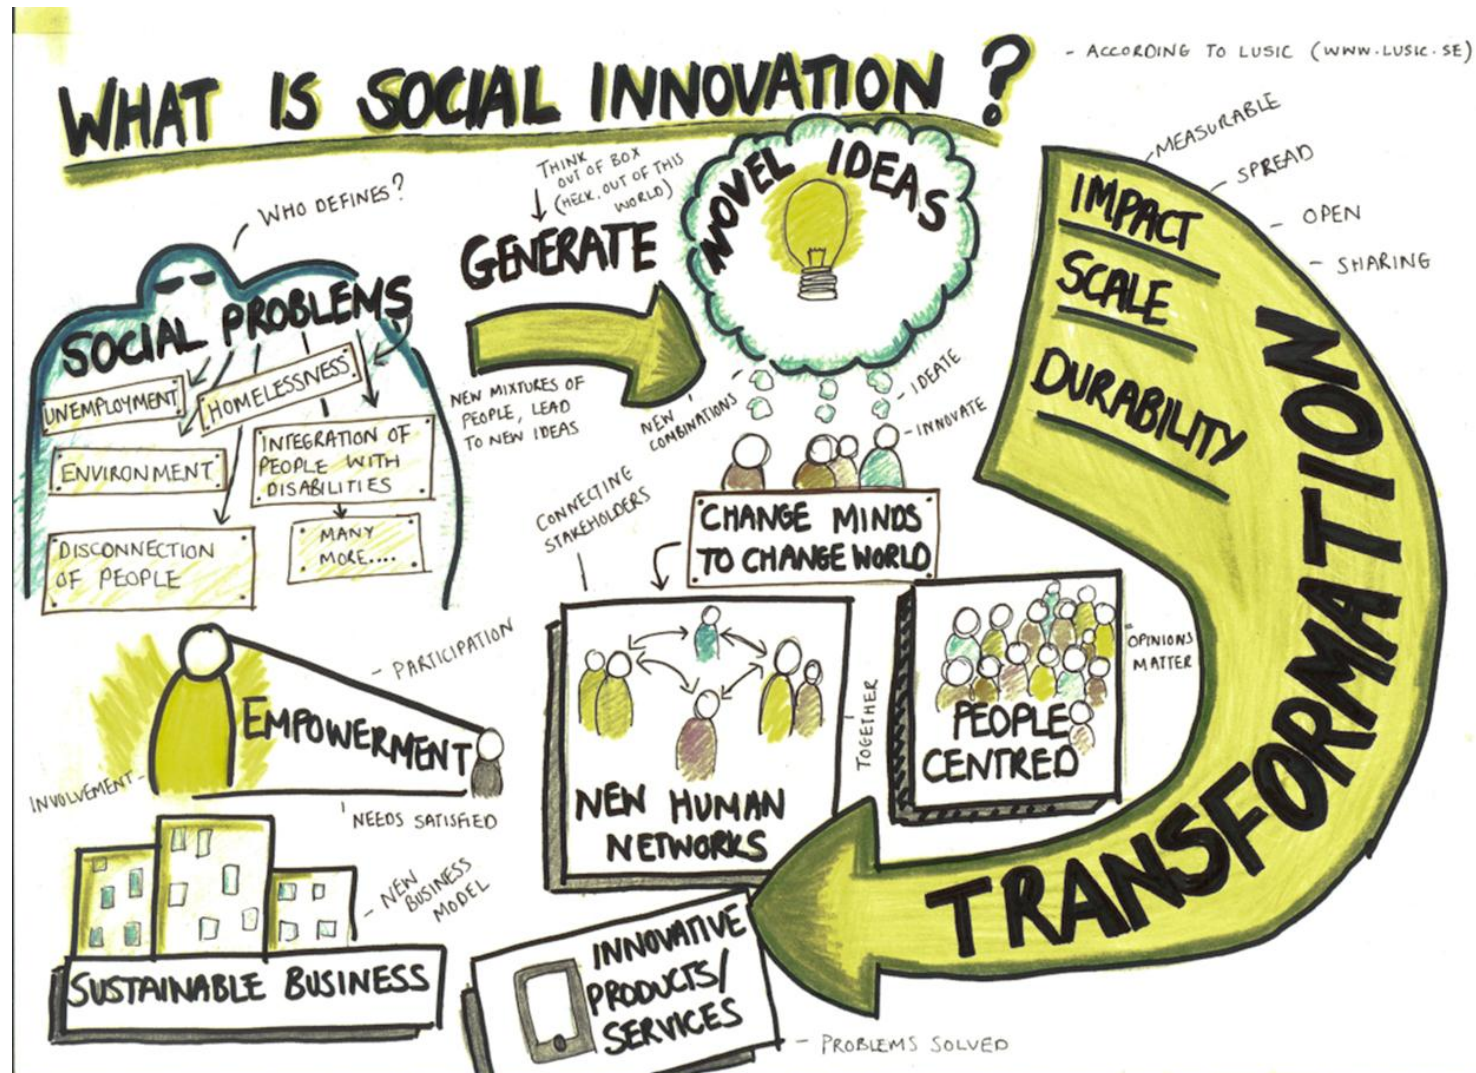 WHAT IS SOCIAL INNOVATION?
- ACCORDING TO LUSIC (WWW.LUSIC.SE)
WHO DEFINES?
SOCIAL PROBLEMS
UNEMPLOYMENT
HOMELESSNESS
ENVIRONMENT
INTEGRATION OF
PEOPLE WITH
DISABILITIES
DISCONNECTION
OF PEOPLE
MANY
MORE....
THINK
OUT OF BOX
(HECK, OUT OF THIS
WORLD)
GENERATE
NEW MIXTURES OF
PEOPLE, LEAD
TO NEW IDEAS
NOVEL IDEAS
NEW
COMBINATIONS
- IDEATE
- INNOVATE
CHANGE MINDS
TO CHANGE WORLD
IMPACT
SCALE
DURABILITY
- MEASURABLE
- SPREAD
- OPEN
- SHARING
TRANSFORMATION
CONNECTING
STAKEHOLDERS
NEW HUMAN
NETWORKS
- TOGETHER
PEOPLE
CENTRED
- OPINIONS
MATTER
- PARTICIPATION
EMPOWERMENT
INVOLVEMENT -
NEEDS SATISFIED
- NEW
BUSINESS
MODEL
SUSTAINABLE BUSINESS
INNOVATIVE
PRODUCTS/
SERVICES
- PROBLEMS SOLVED